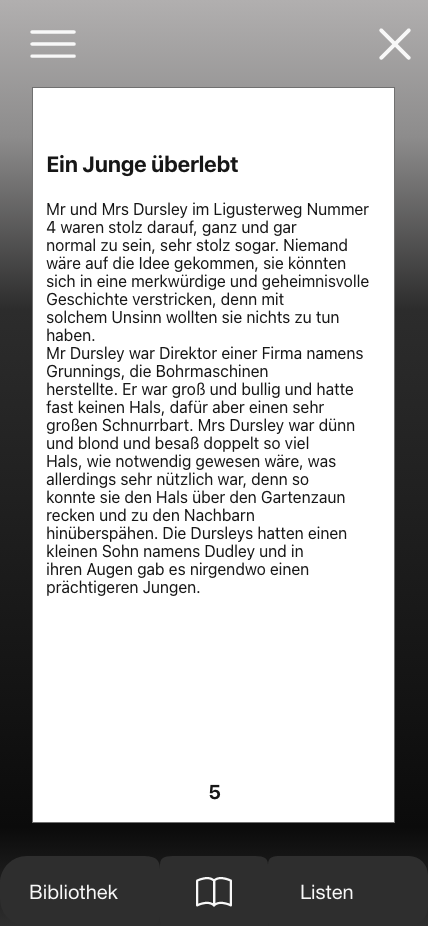 Ein Junge überlebt
Mr und Mrs Dursley im Ligusterweg Nummer
4 waren stolz darauf, ganz und gar
normal zu sein, sehr stolz sogar. Niemand
wäre auf die Idee gekommen, sie könnten
sich in eine merkwürdige und geheimnisvolle
Geschichte verstricken, denn mit
solchem Unsinn wollten sie nichts zu tun
haben.
Mr Dursley war Direktor einer Firma namens
Grunnings, die Bohrmaschinen
herstellte. Er war groß und bullig und hatte
fast keinen Hals, dafür aber einen sehr
großen Schnurrbart. Mrs Dursley war dünn
und blond und besaß doppelt so viel
Hals, wie notwendig gewesen wäre, was
allerdings sehr nützlich war, denn so
konnte sie den Hals über den Gartenzaun
recken und zu den Nachbarn
hinüberspähen. Die Dursleys hatten einen
kleinen Sohn namens Dudley und in
ihren Augen gab es nirgendwo einen
prächtigeren Jungen.
5
Bibliothek
Listen